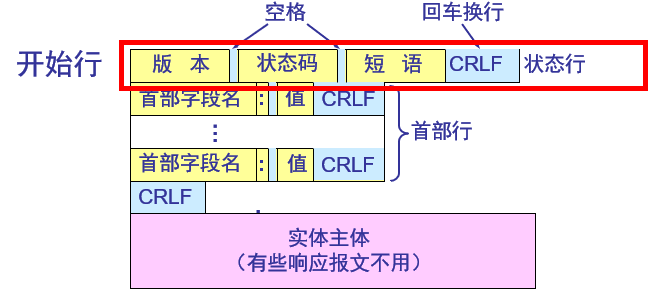 空格 回车换行
开始行 版 本 状态码 短 语 CRLF 状态行
首部字段名 : 值 CRLF
⋮ 首部行
首部字段名 : 值 CRLF
CRLF
实体主体
（有些响应报文不用）